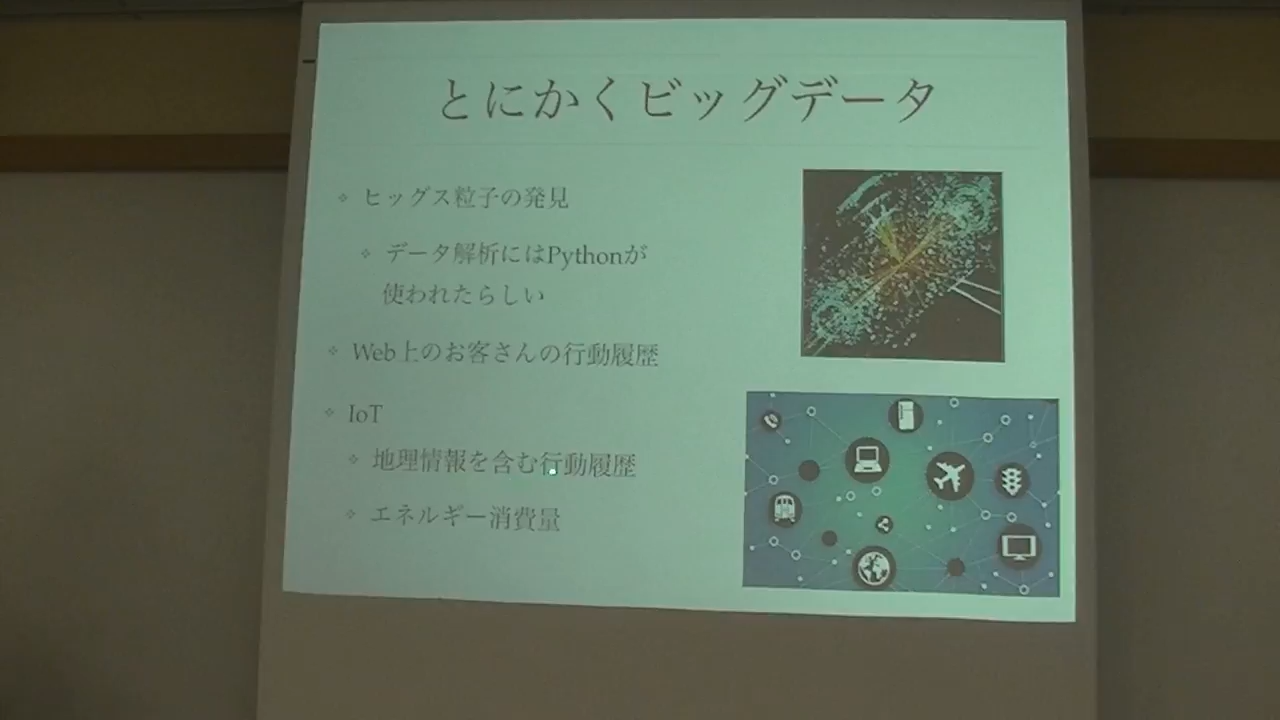 とにかくビッグデータ
ヒッグス粒子の発見
データ解析にはPythonが
使われたらしい
Web上のお客さんの行動履歴
IoT
地理情報を含む行動履歴
エネルギー消費量